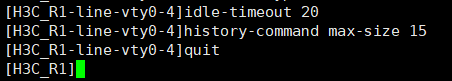 [H3C_R1-line-vty0-4]idle-timeout 20
[H3C_R1-line-vty0-4]history-command max-size 15
[H3C_R1-line-vty0-4]quit
[H3C_R1]